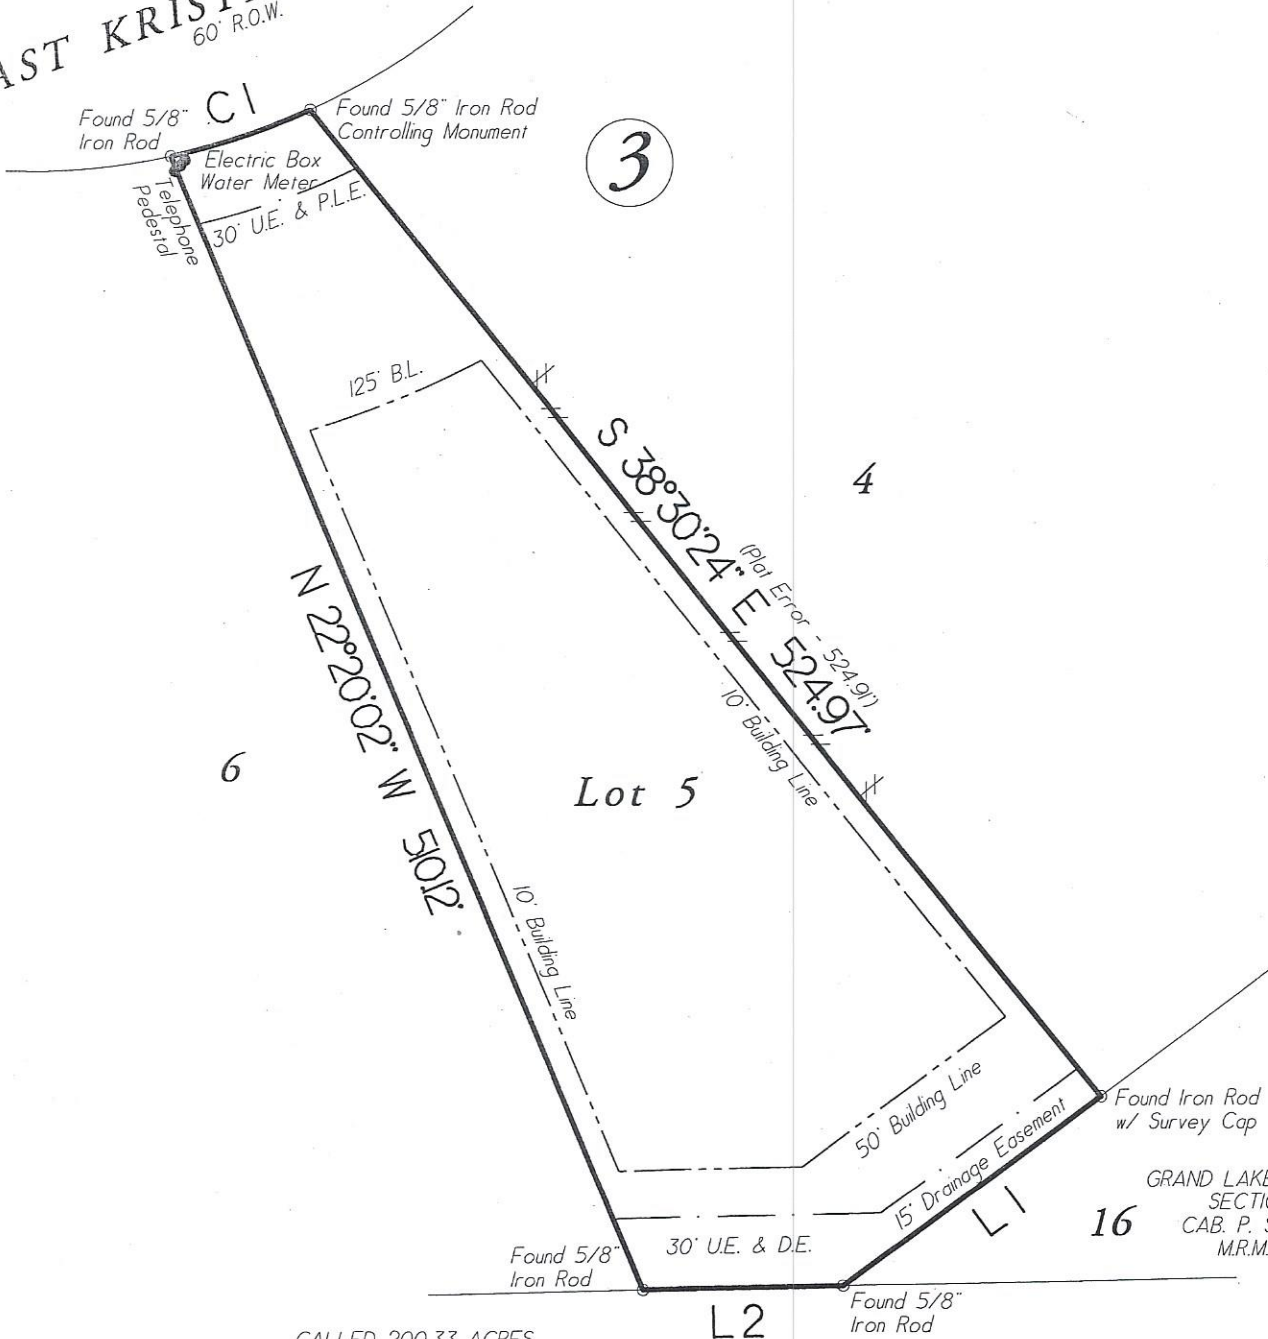 AST KRIST
60' R.O.W.
C1
Found 5/8"
Iron Rod
Found 5/8" Iron Rod
Controlling Monument
Electric Box
Water Meter
Telephone
Pedestal
30' U.E. & P.L.E.
3
125' B.L.
S 38°30'24" E 524.97'
(Plat Error - 524.91')
4
N 22°20'02" W 510.12'
10' Building Line
6
Lot 5
10' Building Line
50' Building Line
15' Drainage Easement
Found Iron Rod
w/ Survey Cap
L1
16
GRAND LAKE
SECTIO
CAB. P. S
M.R.M.
30' U.E. & D.E.
Found 5/8"
Iron Rod
L2
Found 5/8"
Iron Rod
CALLED 200.33 ACRES